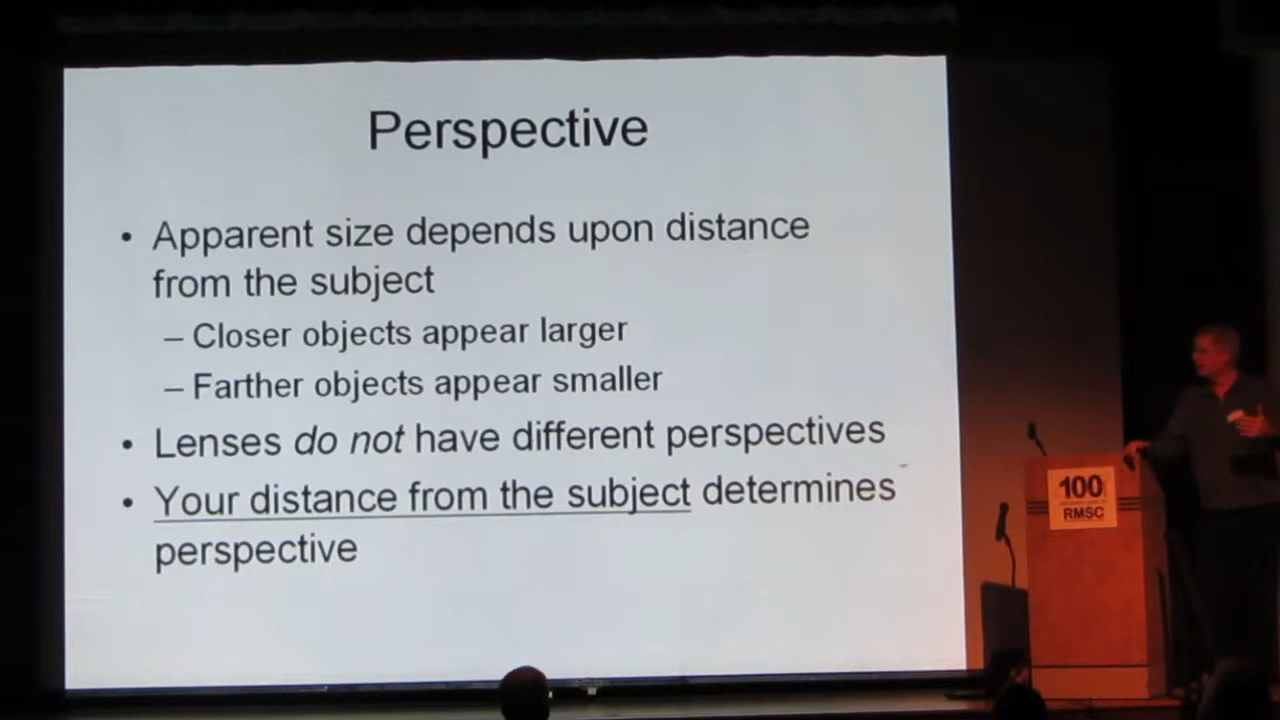 Perspective
• Apparent size depends upon distance
from the subject
– Closer objects appear larger
– Farther objects appear smaller
• Lenses do not have different perspectives
• Your distance from the subject determines
perspective
100
RMSC